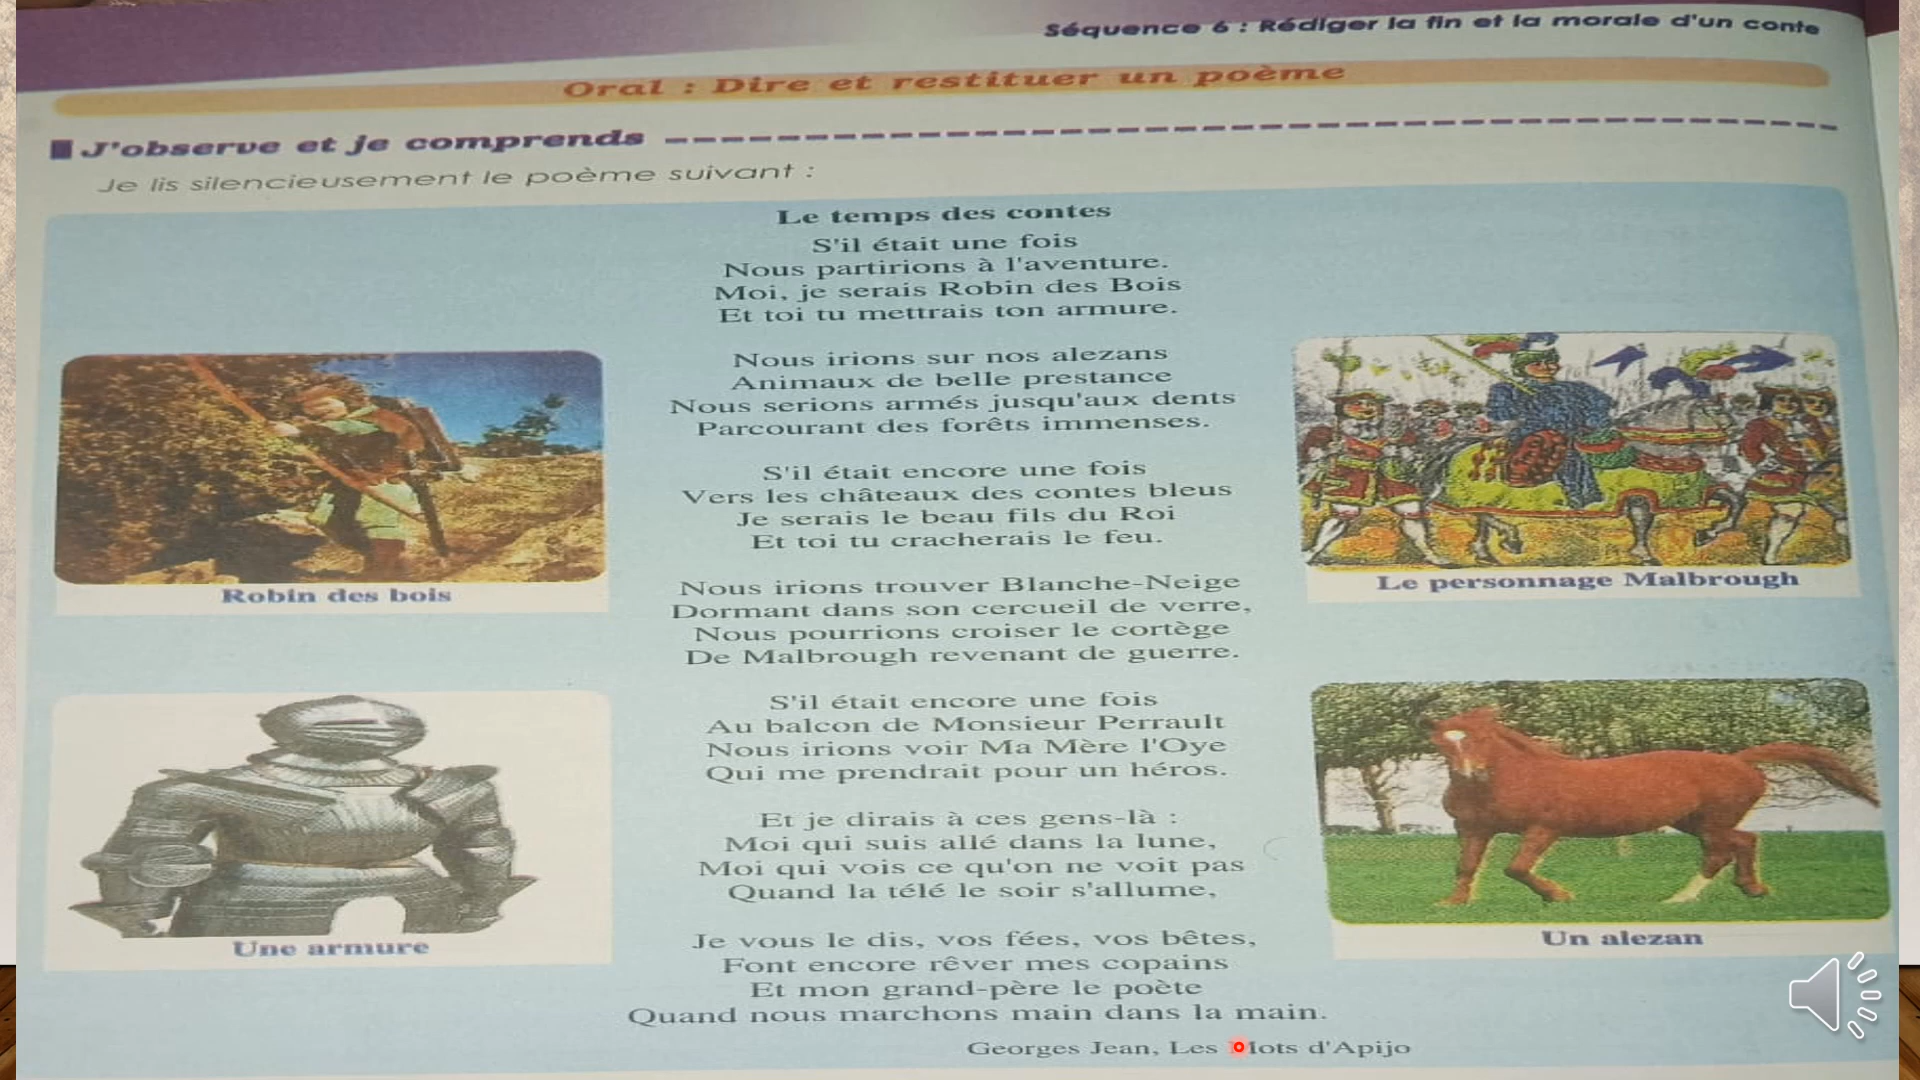 Séquence 6 : Rédiger la fin et la morale d'un conte
Oral : Dire et restituer un poème
J'observe et je comprends
Je lis silencieusement le poème suivant :
Le temps des contes
S'il était une fois
Nous partirions à l'aventure.
Moi, je serais Robin des Bois
Et toi tu mettrais ton armure.
Nous irions sur nos alezans
Animaux de belle prestance
Nous serions armés jusqu'aux dents
Parcourant des forêts immenses.
S'il était encore une fois
Vers les châteaux des contes bleus
Je serais le beau fils du Roi
Et toi tu cracherais le feu.
Nous irions trouver Blanche-Neige
Dormant dans son cercueil de verre,
Nous pourrions croiser le cortège
De Malbrough revenant de guerre.
S'il était encore une fois
Au balcon de Monsieur Perrault
Nous irions voir Ma Mère l'Oye
Qui me prendrait pour un héros.
Et je dirais à ces gens-là :
Moi qui suis allé dans la lune,
Moi qui vois ce qu'on ne voit pas
Quand la télé le soir s'allume,
Je vous le dis, vos fées, vos bêtes,
Font encore rêver mes copains
Et mon grand-père le poète
Quand nous marchons main dans la main.
Georges Jean, Les Mots d'Apijo
Robin des bois
Une armure
Le personnage Malbrough
Un alezan